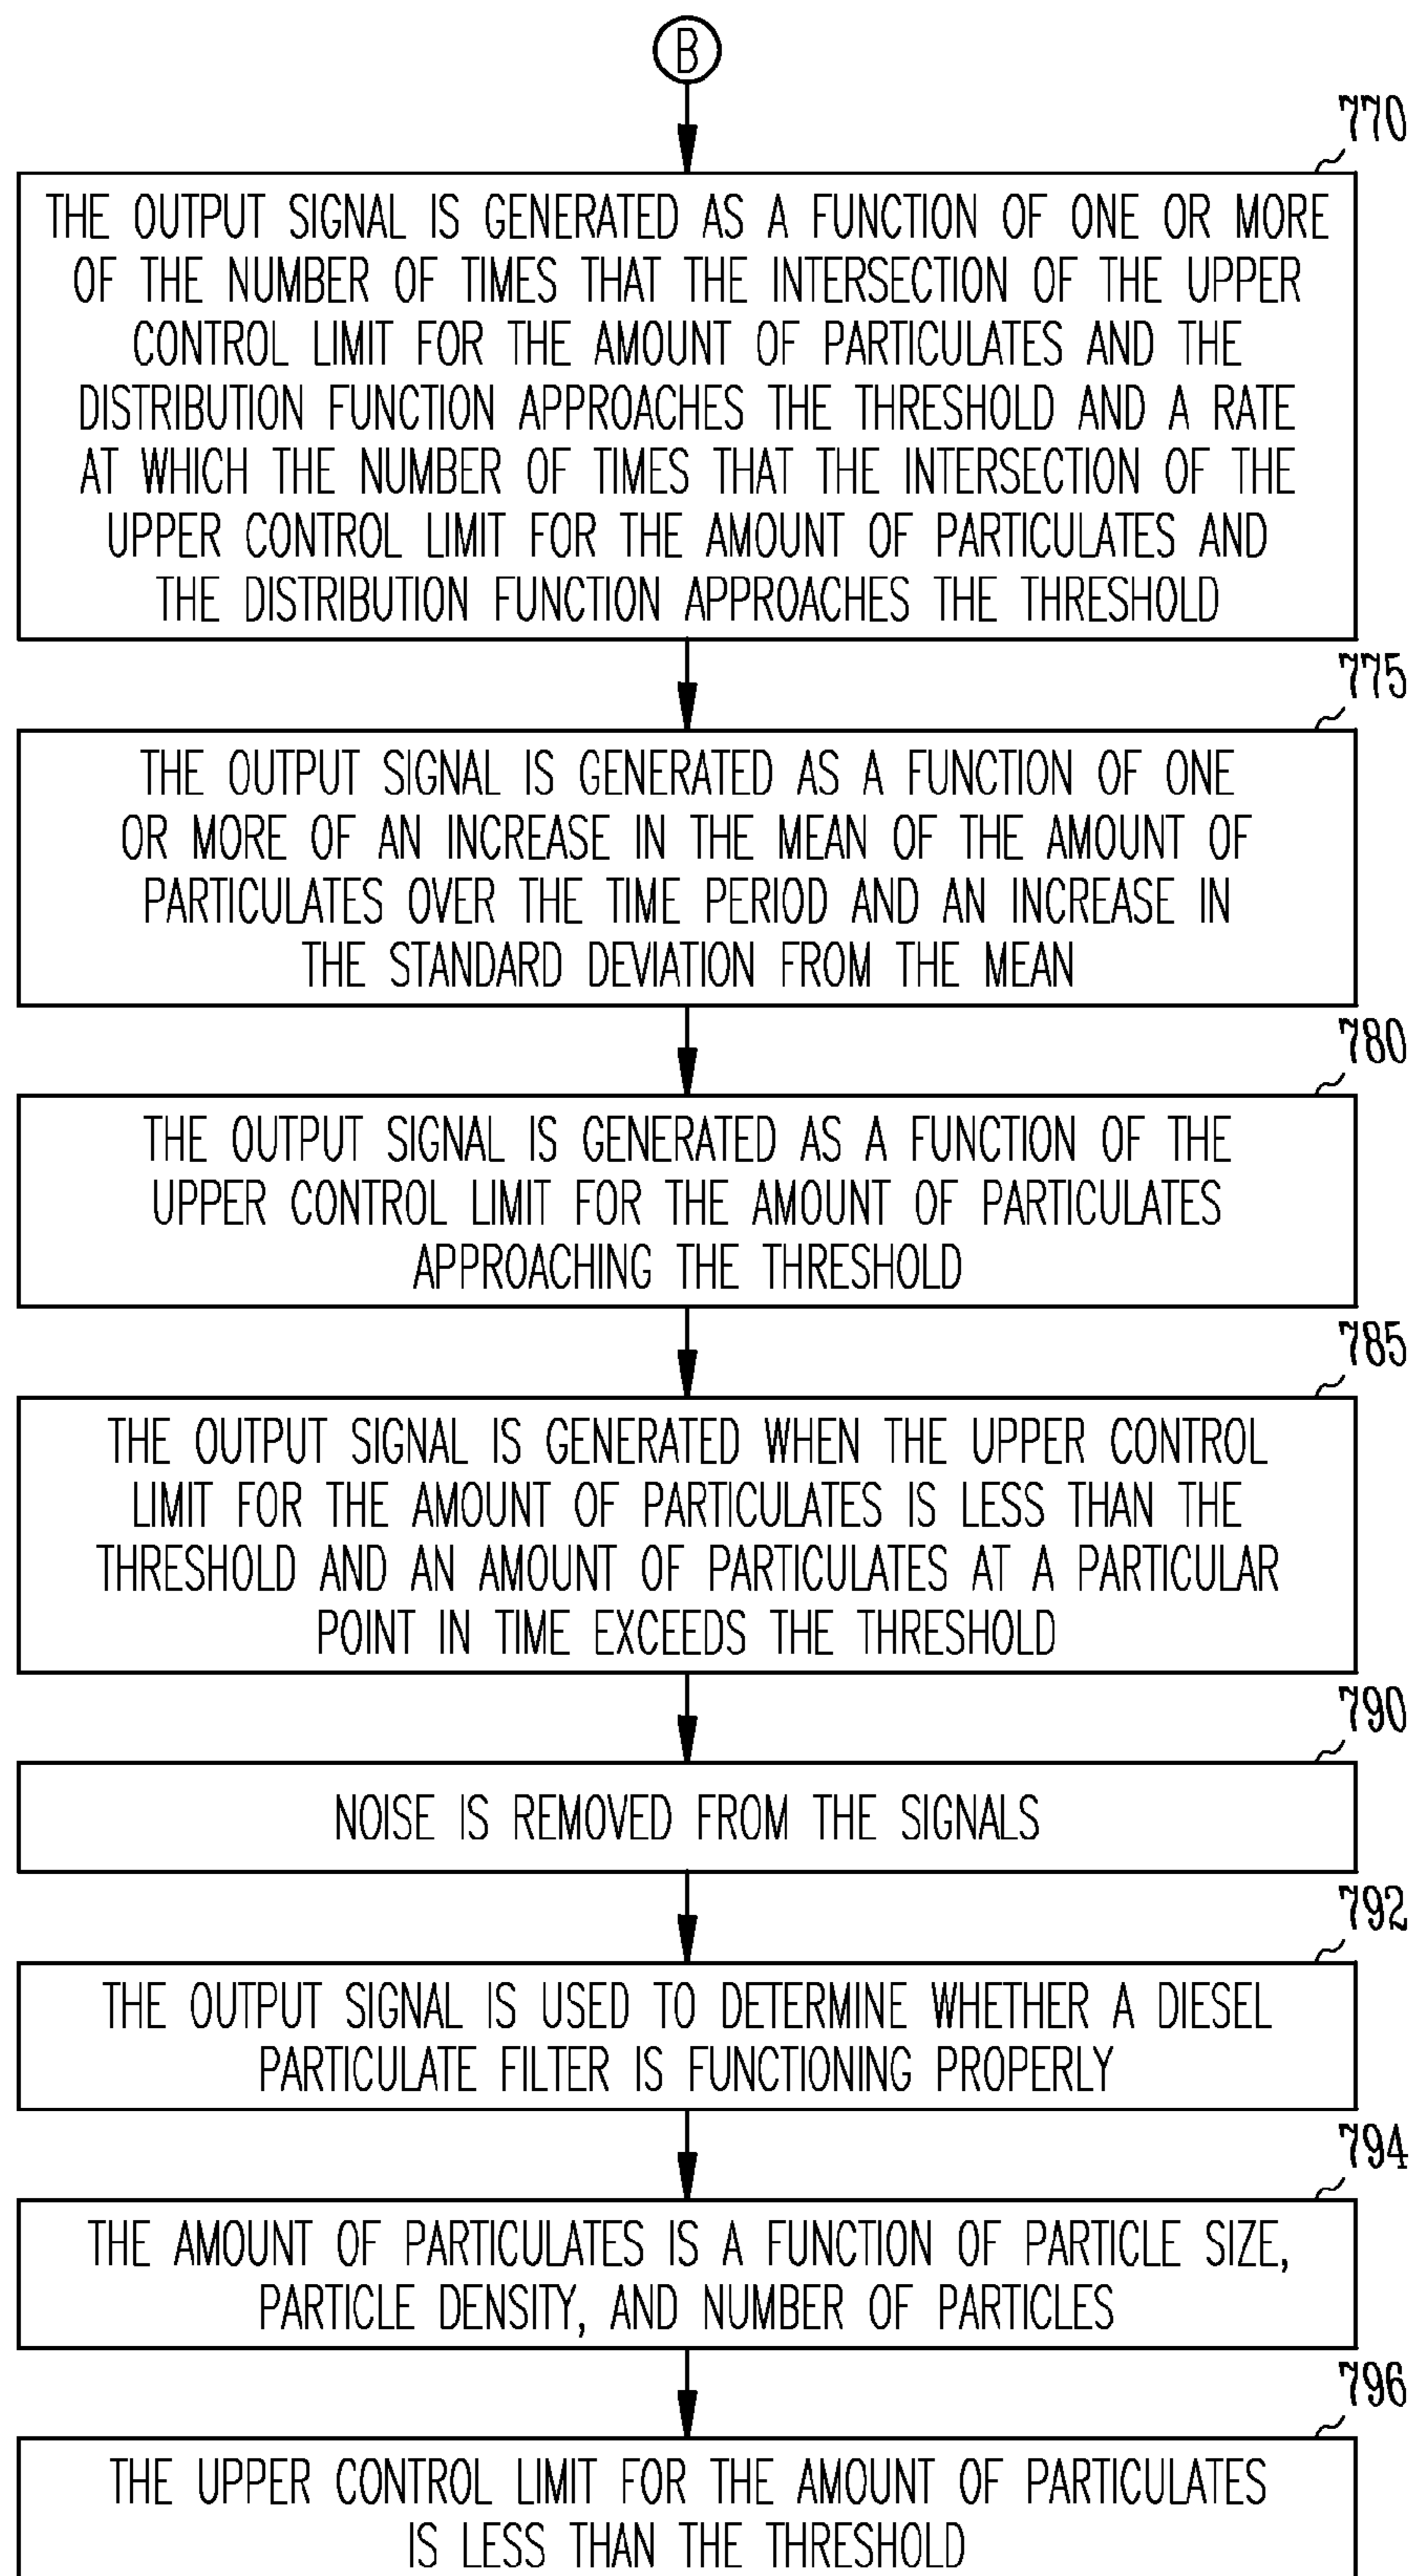 B
770
THE OUTPUT SIGNAL IS GENERATED AS A FUNCTION OF ONE OR MORE
OF THE NUMBER OF TIMES THAT THE INTERSECTION OF THE UPPER
CONTROL LIMIT FOR THE AMOUNT OF PARTICULATES AND THE
DISTRIBUTION FUNCTION APPROACHES THE THRESHOLD AND A RATE
AT WHICH THE NUMBER OF TIMES THAT THE INTERSECTION OF THE
UPPER CONTROL LIMIT FOR THE AMOUNT OF PARTICULATES AND
THE DISTRIBUTION FUNCTION APPROACHES THE THRESHOLD
775
THE OUTPUT SIGNAL IS GENERATED AS A FUNCTION OF ONE
OR MORE OF AN INCREASE IN THE MEAN OF THE AMOUNT OF
PARTICULATES OVER THE TIME PERIOD AND AN INCREASE IN
THE STANDARD DEVIATION FROM THE MEAN
780
THE OUTPUT SIGNAL IS GENERATED AS A FUNCTION OF THE
UPPER CONTROL LIMIT FOR THE AMOUNT OF PARTICULATES
APPROACHING THE THRESHOLD
785
THE OUTPUT SIGNAL IS GENERATED WHEN THE UPPER CONTROL
LIMIT FOR THE AMOUNT OF PARTICULATES IS LESS THAN THE
THRESHOLD AND AN AMOUNT OF PARTICULATES AT A PARTICULAR
POINT IN TIME EXCEEDS THE THRESHOLD
790
NOISE IS REMOVED FROM THE SIGNALS
792
THE OUTPUT SIGNAL IS USED TO DETERMINE WHETHER A DIESEL
PARTICULATE FILTER IS FUNCTIONING PROPERLY
794
THE AMOUNT OF PARTICULATES IS A FUNCTION OF PARTICLE SIZE,
PARTICLE DENSITY, AND NUMBER OF PARTICLES
796
THE UPPER CONTROL LIMIT FOR THE AMOUNT OF PARTICULATES
IS LESS THAN THE THRESHOLD